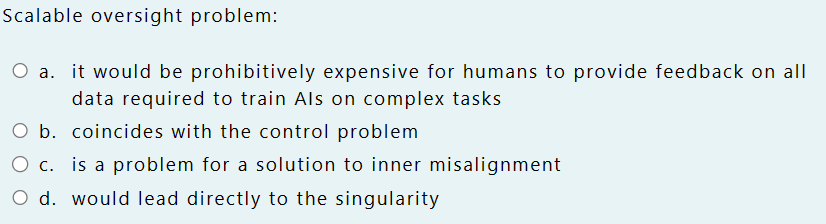 Scalable oversight problem:
a. it would be prohibitively expensive for humans to provide feedback on all
data required to train AIs on complex tasks
b. coincides with the control problem
c. is a problem for a solution to inner misalignment
d. would lead directly to the singularity